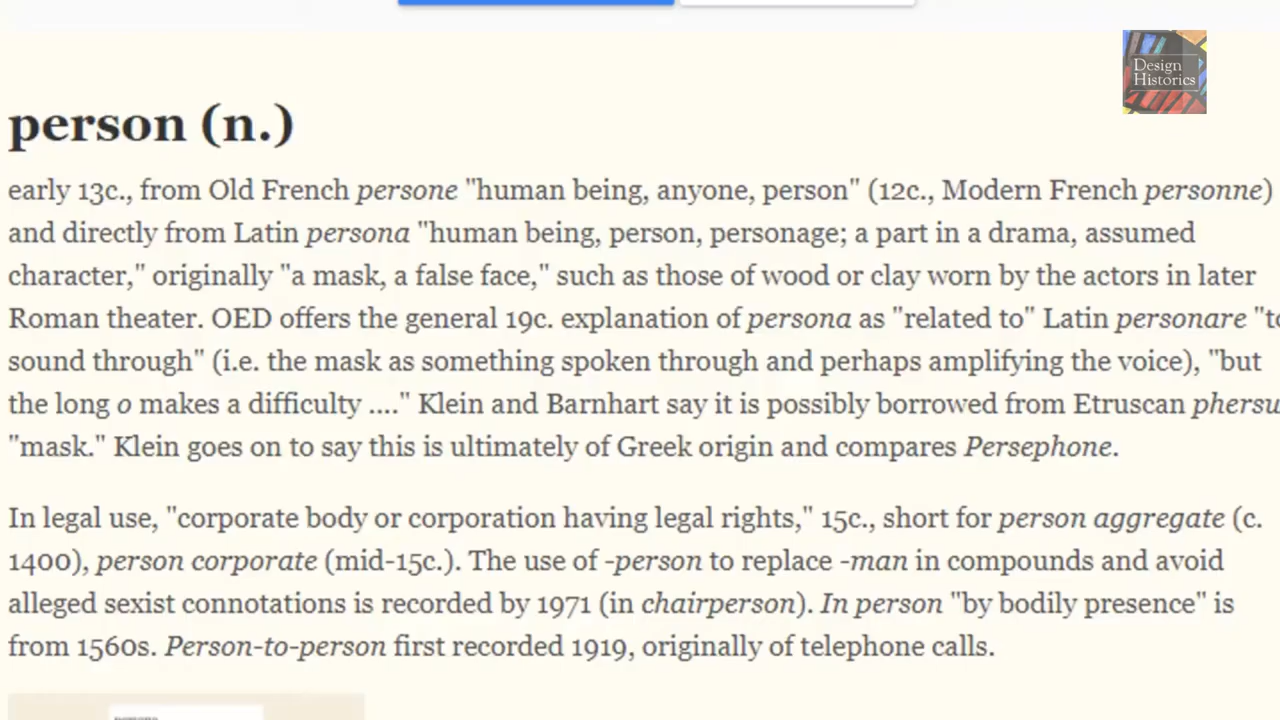 Design
Historics
person (n.)
early 13c., from Old French persone "human being, anyone, person" (12c., Modern French personne)
and directly from Latin persona "human being, person, personage; a part in a drama, assumed
character," originally "a mask, a false face," such as those of wood or clay worn by the actors in later
Roman theater. OED offers the general 19c. explanation of persona as "related to" Latin personare
sound through" (i.e. the mask as something spoken through and perhaps amplifying the voice), "but
the long o makes a difficulty ...." Klein and Barnhart say it is possibly borrowed from Etruscan phersu
"mask." Klein goes on to say this is ultimately of Greek origin and compares Persephone.
In legal use, "corporate body or corporation having legal rights," 15c., short for person aggregate (c.
1400), person corporate (mid-15c.). The use of -person to replace -man in compounds and avoid
alleged sexist connotations is recorded by 1971 (in chairperson). In person "by bodily presence" is
from 1560s. Person-to-person first recorded 1919, originally of telephone calls.